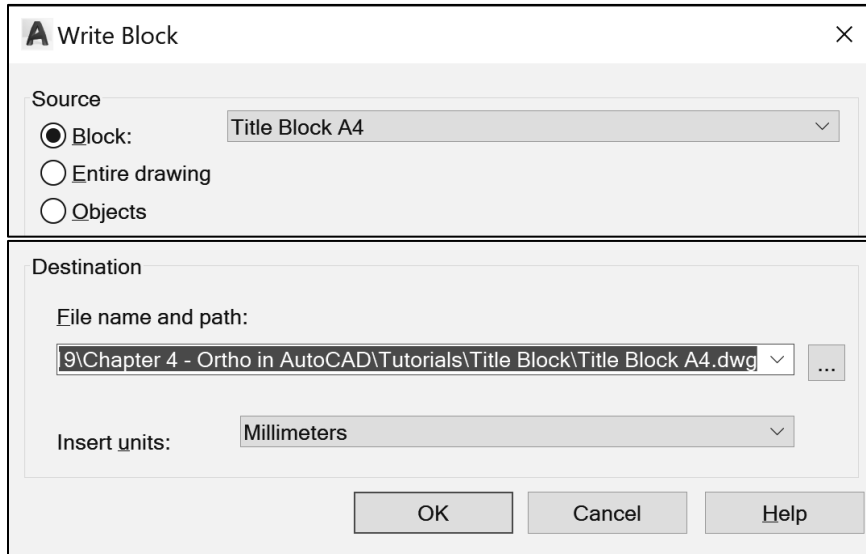 Write Block
Source
Block:
Title Block A4
Entire drawing
Objects
Destination
File name and path:
9\Chapter 4 - Ortho in AutoCAD\Tutorials\Title Block\Title Block A4.dwg
...
Insert units:
Millimeters
OK
Cancel
Help